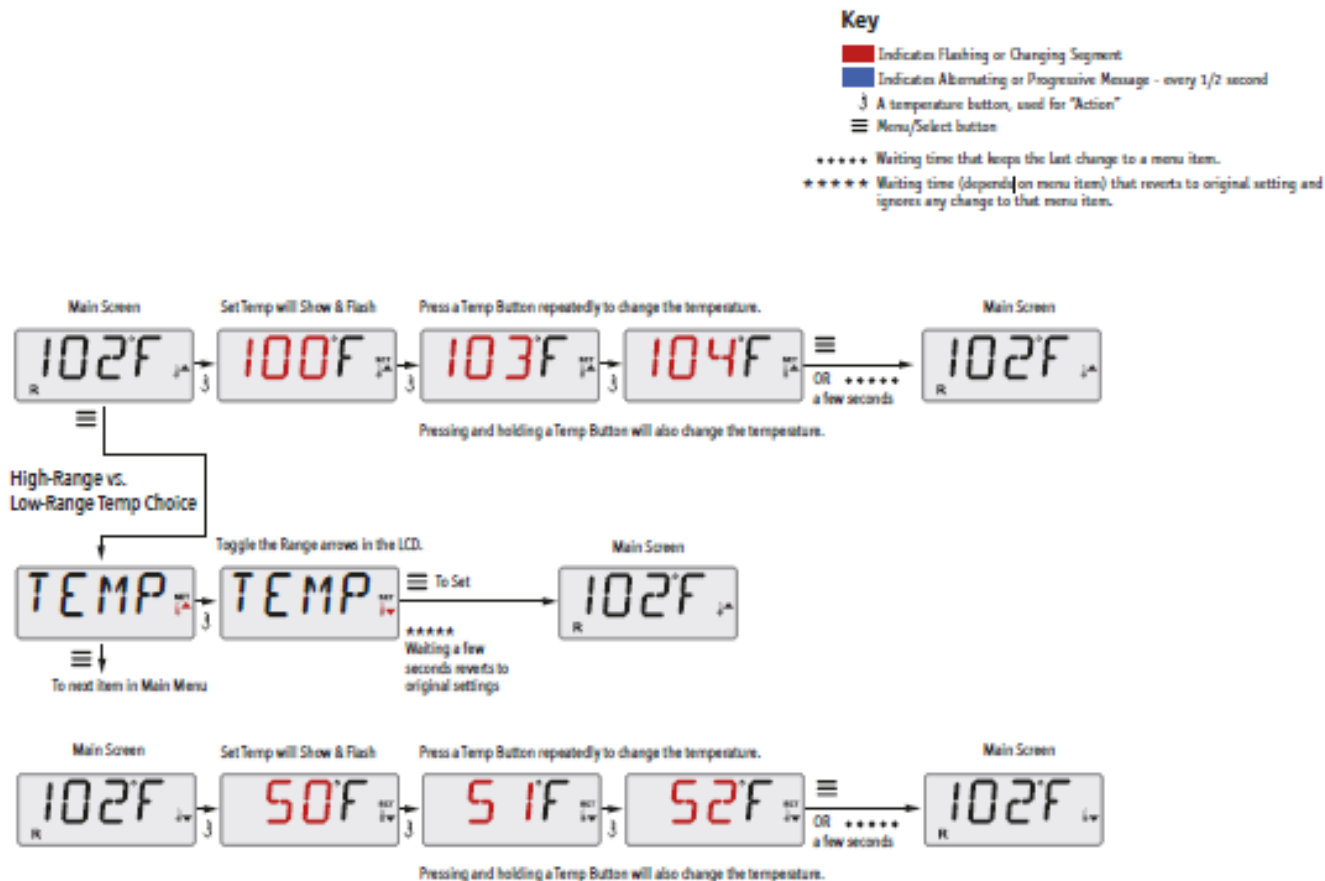 Key
Indicates Flashing or Changing Segment
Indicates Alternating or Progressive Message - every 1/2 second
A temperature button, used for "Action"
Menu/Select button
Waiting time that keeps the last change to a menu item.
Waiting time (depends on menu item) that reverts to original setting and
ignores any change to that menu item.
Main Screen
Set Temp will Show & Flash
Press a Temp Button repeatedly to change the temperature.
Main Screen
102°F R
100°F SET
103°F SET
104°F SET
OR
a few seconds
102°F R
Pressing and holding a Temp Button will also change the temperature.
High-Range vs.
Low-Range Temp Choice
Toggle the Range arrows in the LCD.
Main Screen
TEMP SET
TEMP SET
To Set
102°F R
Waiting a few
seconds reverts to
original settings
To next item in Main Menu
Main Screen
Set Temp will Show & Flash
Press a Temp Button repeatedly to change the temperature.
Main Screen
102°F R
50°F SET
51°F SET
52°F SET
OR
a few seconds
102°F R
Pressing and holding a Temp Button will also change the temperature.